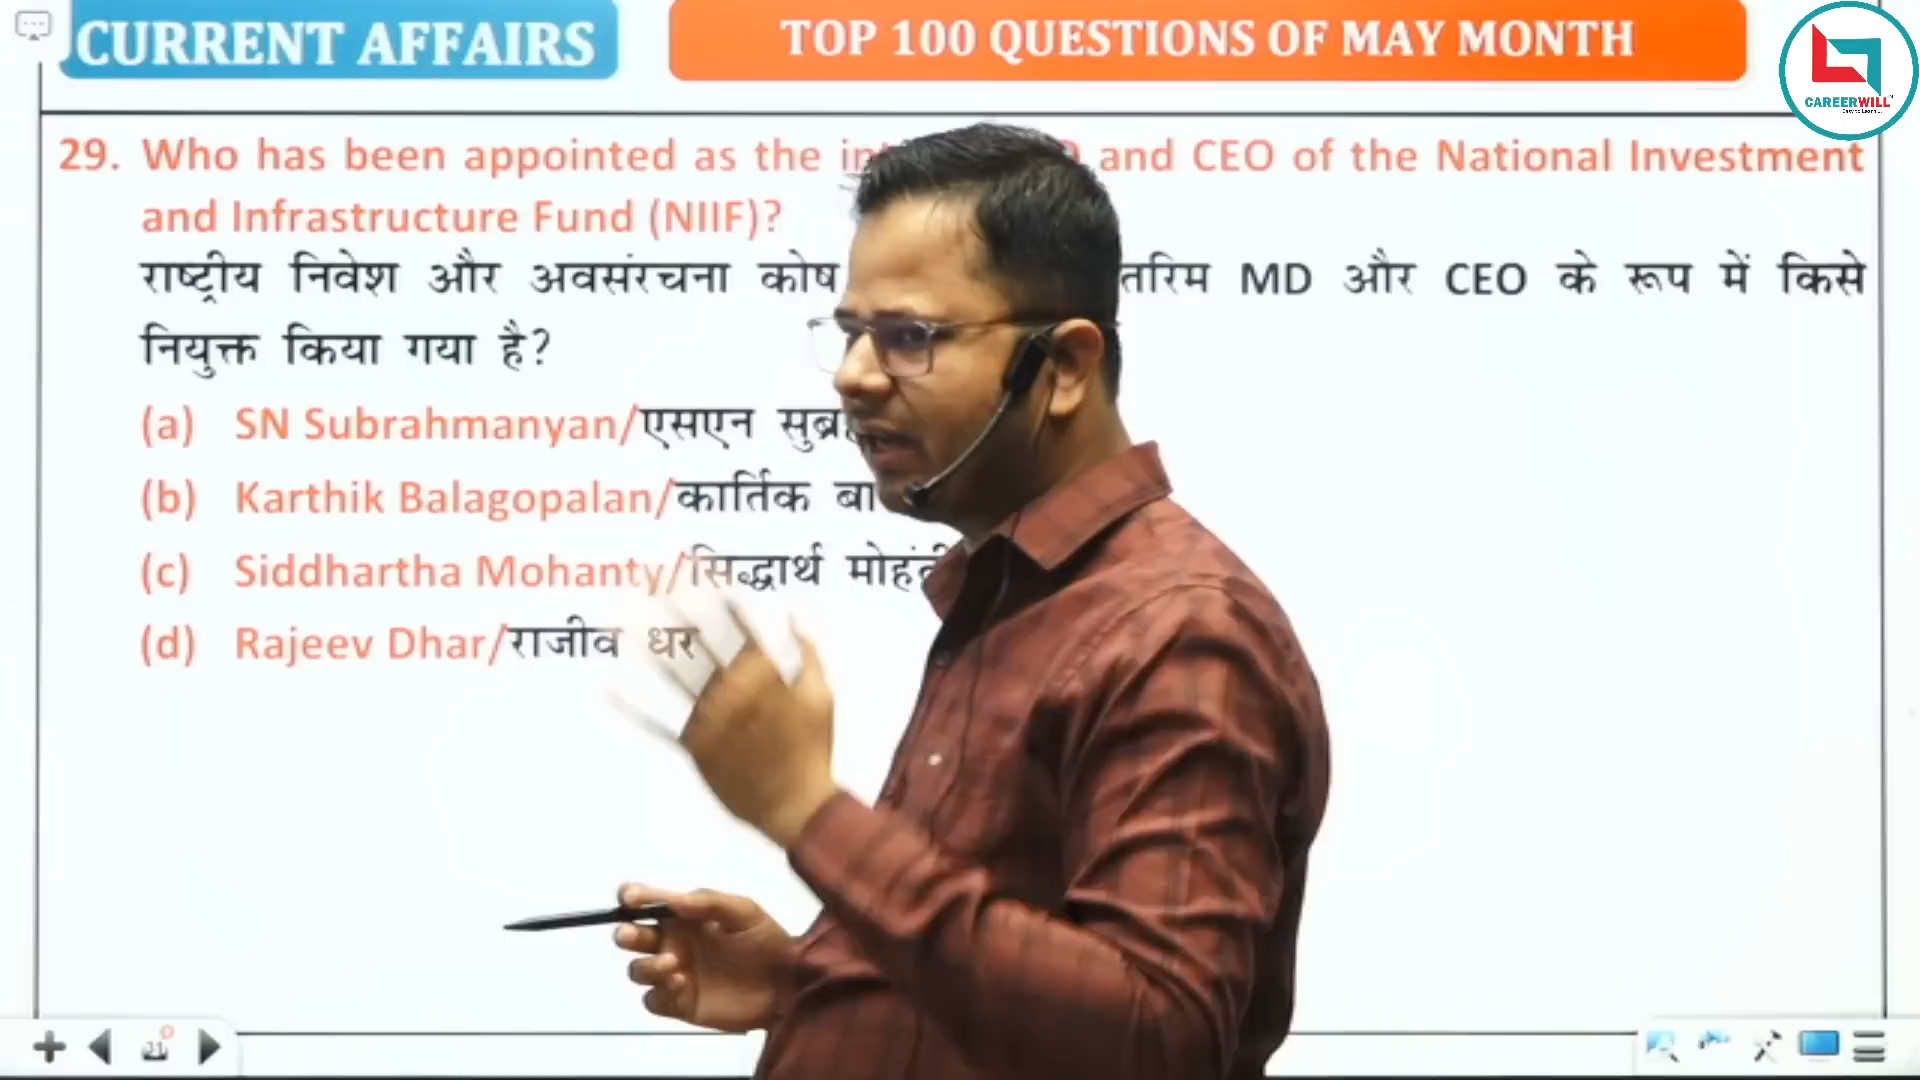 CURRENT AFFAIRS
TOP 100 QUESTIONS OF MAY MONTH
CAREERWILL
29. Who has been appointed as the and CEO of the National Investment
and Infrastructure Fund (NIIF)?
राष्ट्रीय निवेश और अवसंरचना कोष MD और CEO के रूप में किसे
नियुक्त किया गया है?
(a) SN Subrahmanyan/एसएन
(b) Karthik Balagopalan/कार्तिक
(c) Siddhartha Mohanty/सिद्धार्थ मोहंती
(d) Rajeev Dhar/राजीव धर